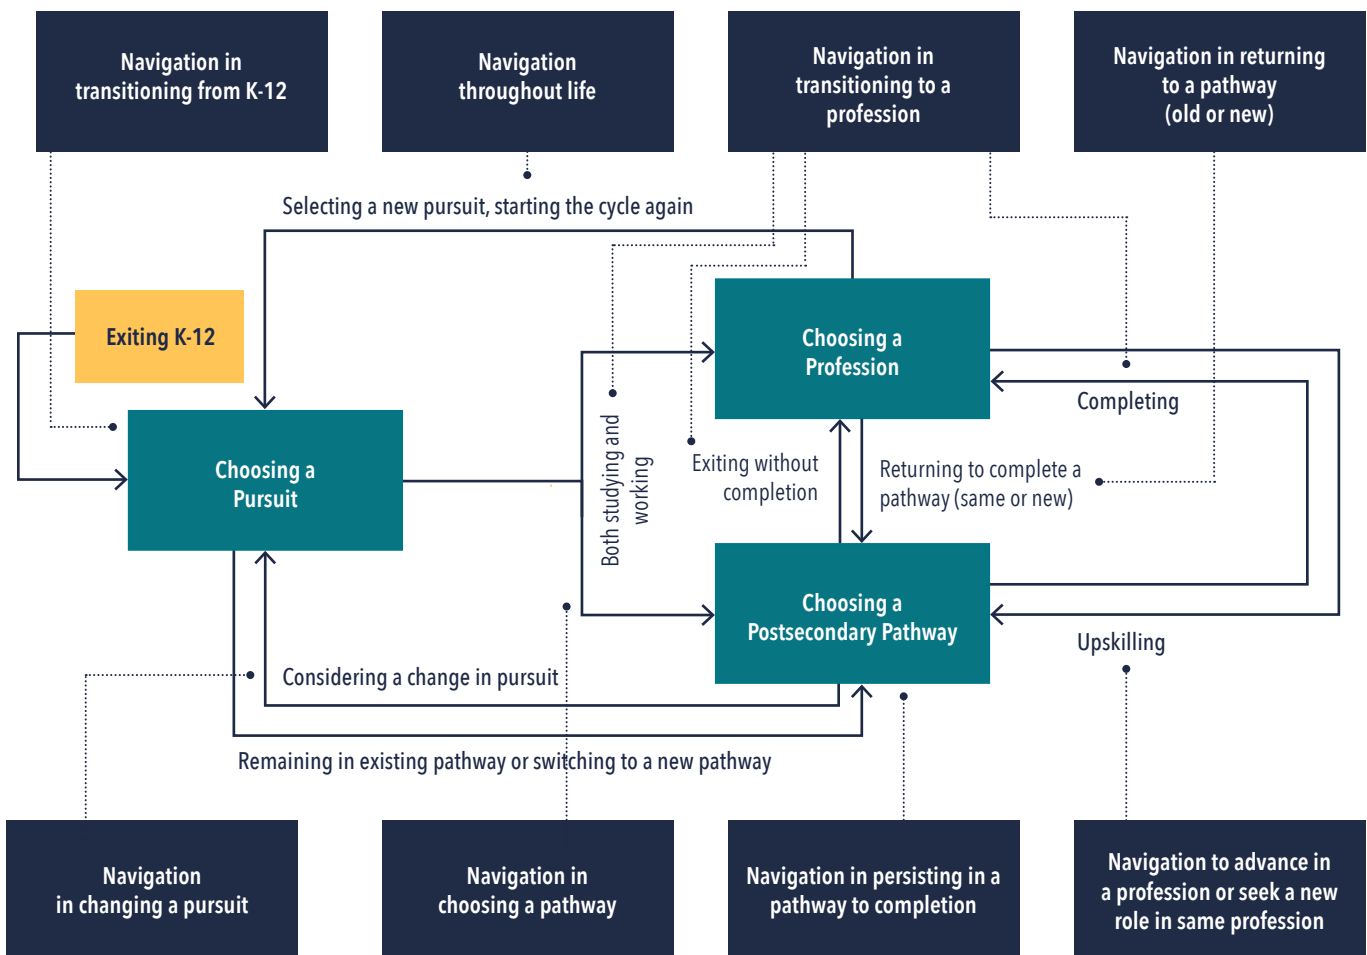 Navigation in
transitioning from K-12
Navigation
throughout life
Navigation in
transitioning to a
profession
Navigation in returning
to a pathway
(old or new)
Selecting a new pursuit, starting the cycle again
Exiting K-12
Choosing a
Profession
Completing
Choosing a
Pursuit
Both studying and
working
Exiting without
completion
Returning to complete a
pathway (same or new)
Choosing a
Postsecondary Pathway
Upskilling
Considering a change in pursuit
Remaining in existing pathway or switching to a new pathway
Navigation
in changing a pursuit
Navigation in
choosing a pathway
Navigation in persisting in a
pathway to completion
Navigation to advance in
a profession or seek a new
role in same profession